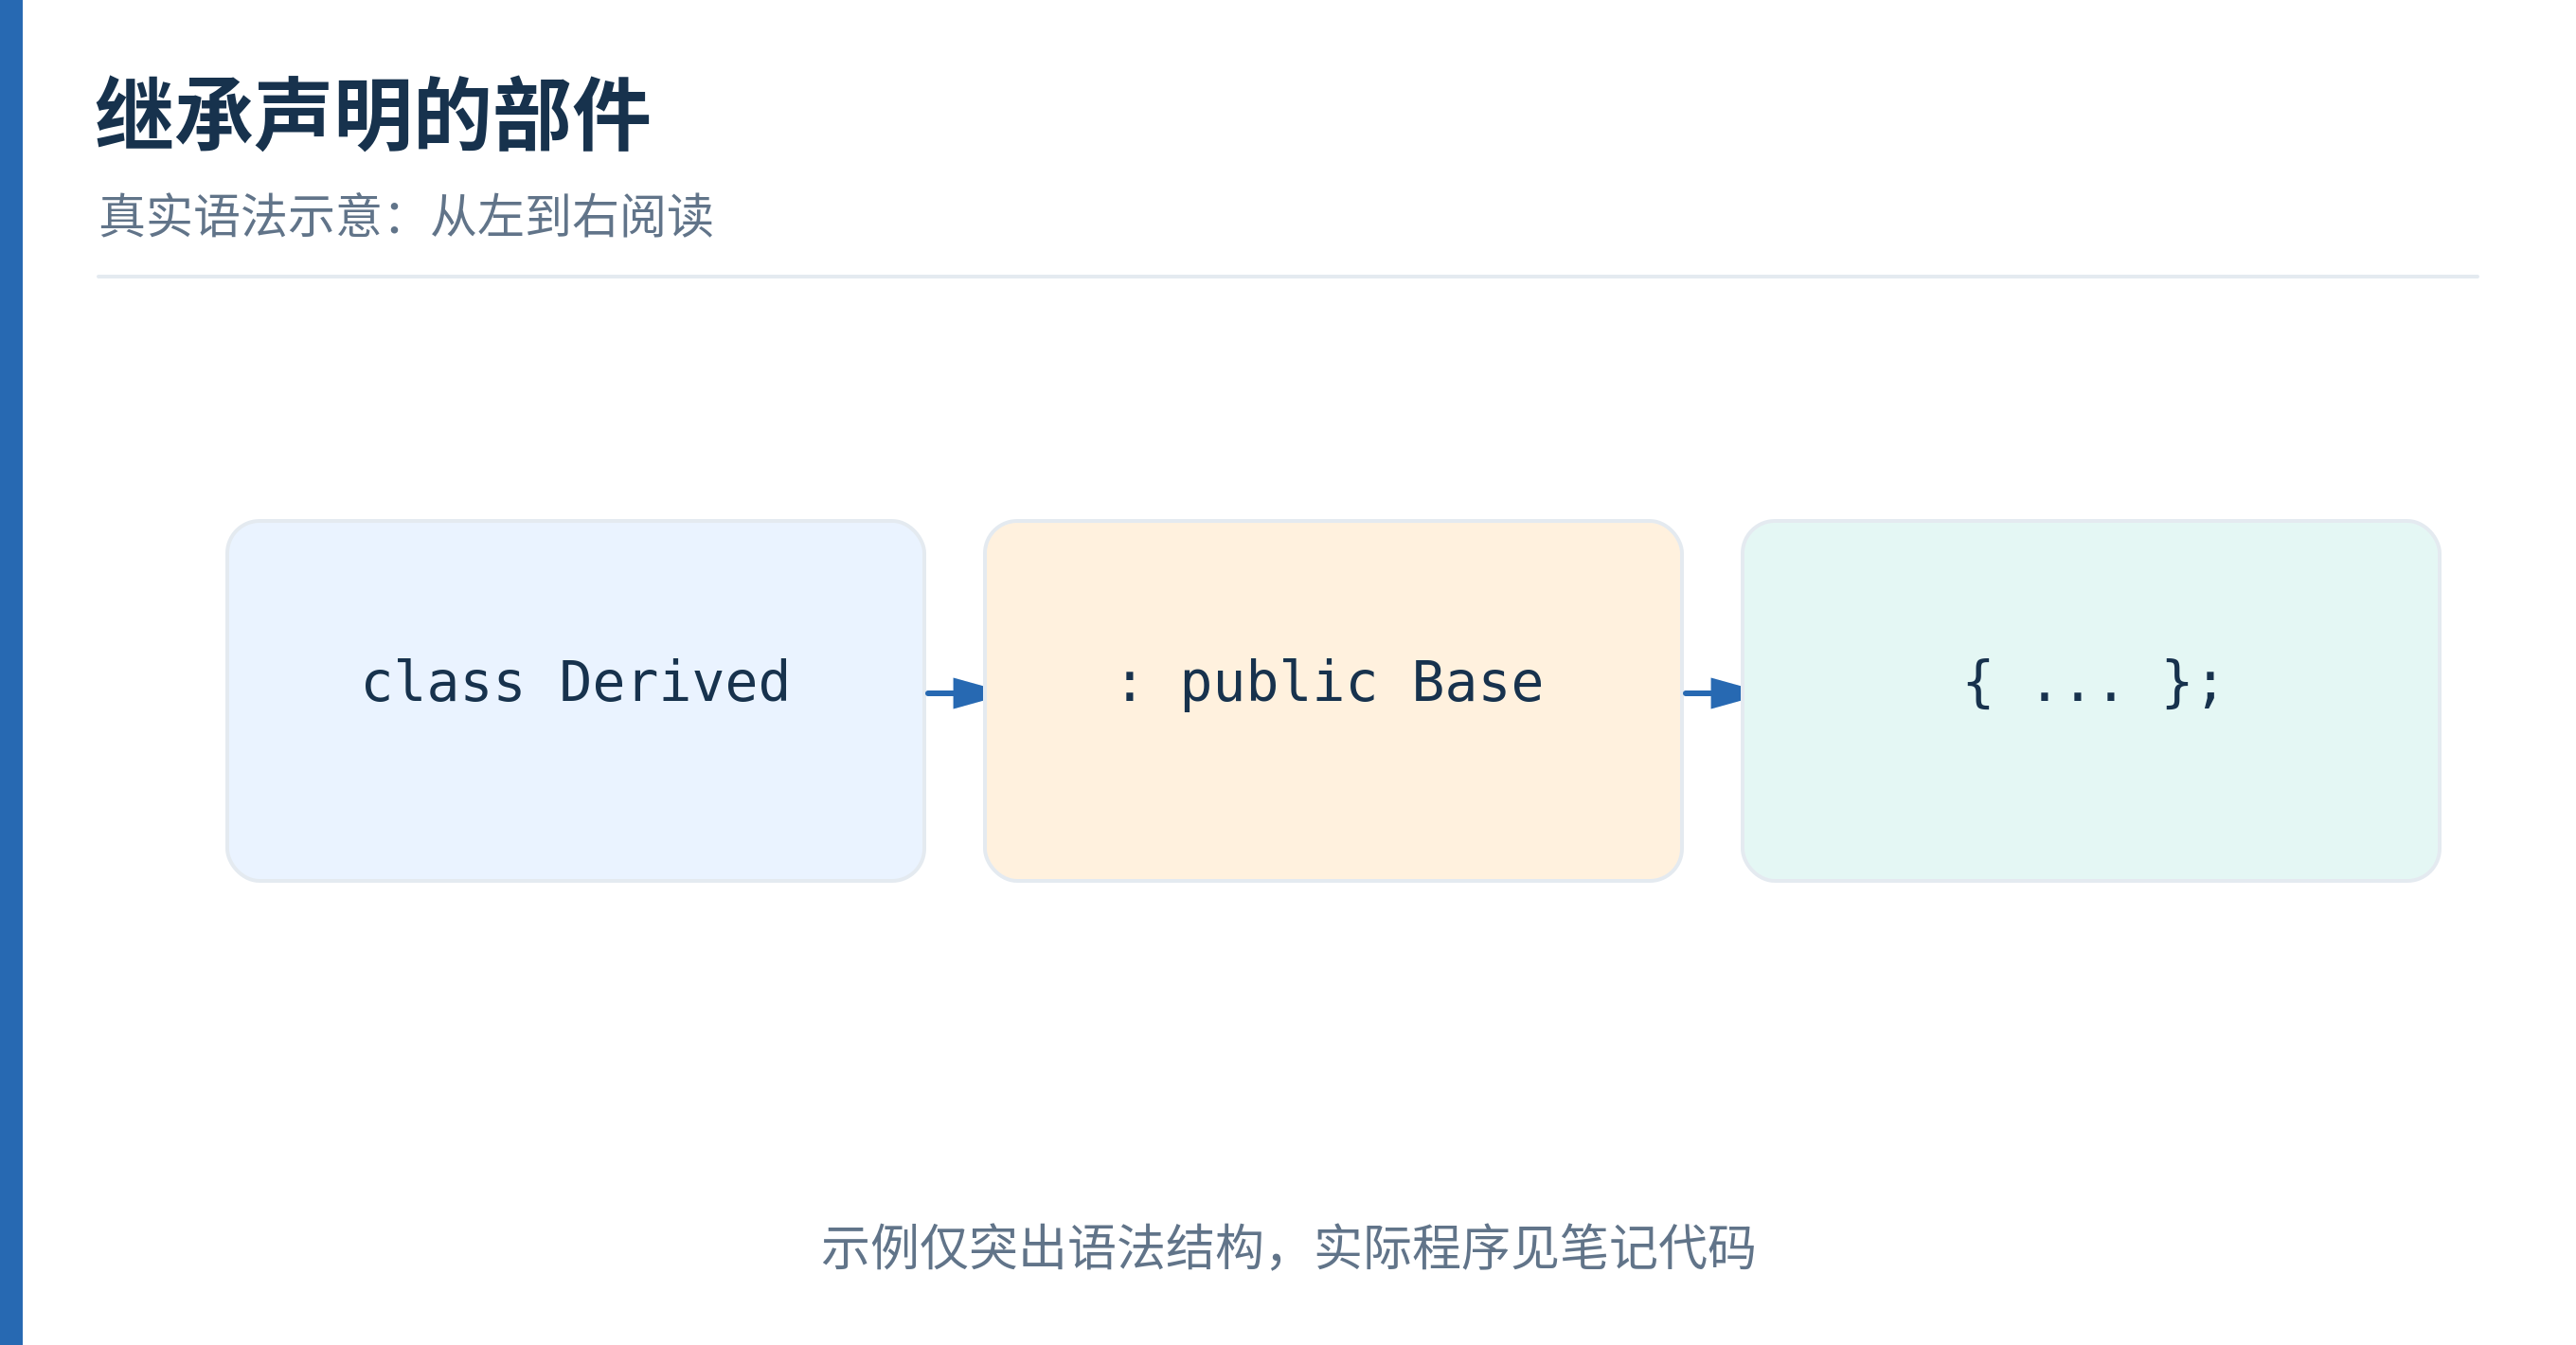 继承声明的部件
真实语法示意：从左到右阅读
class Derived
: public Base
{ ... };
示例仅突出语法结构，实际程序见笔记代码